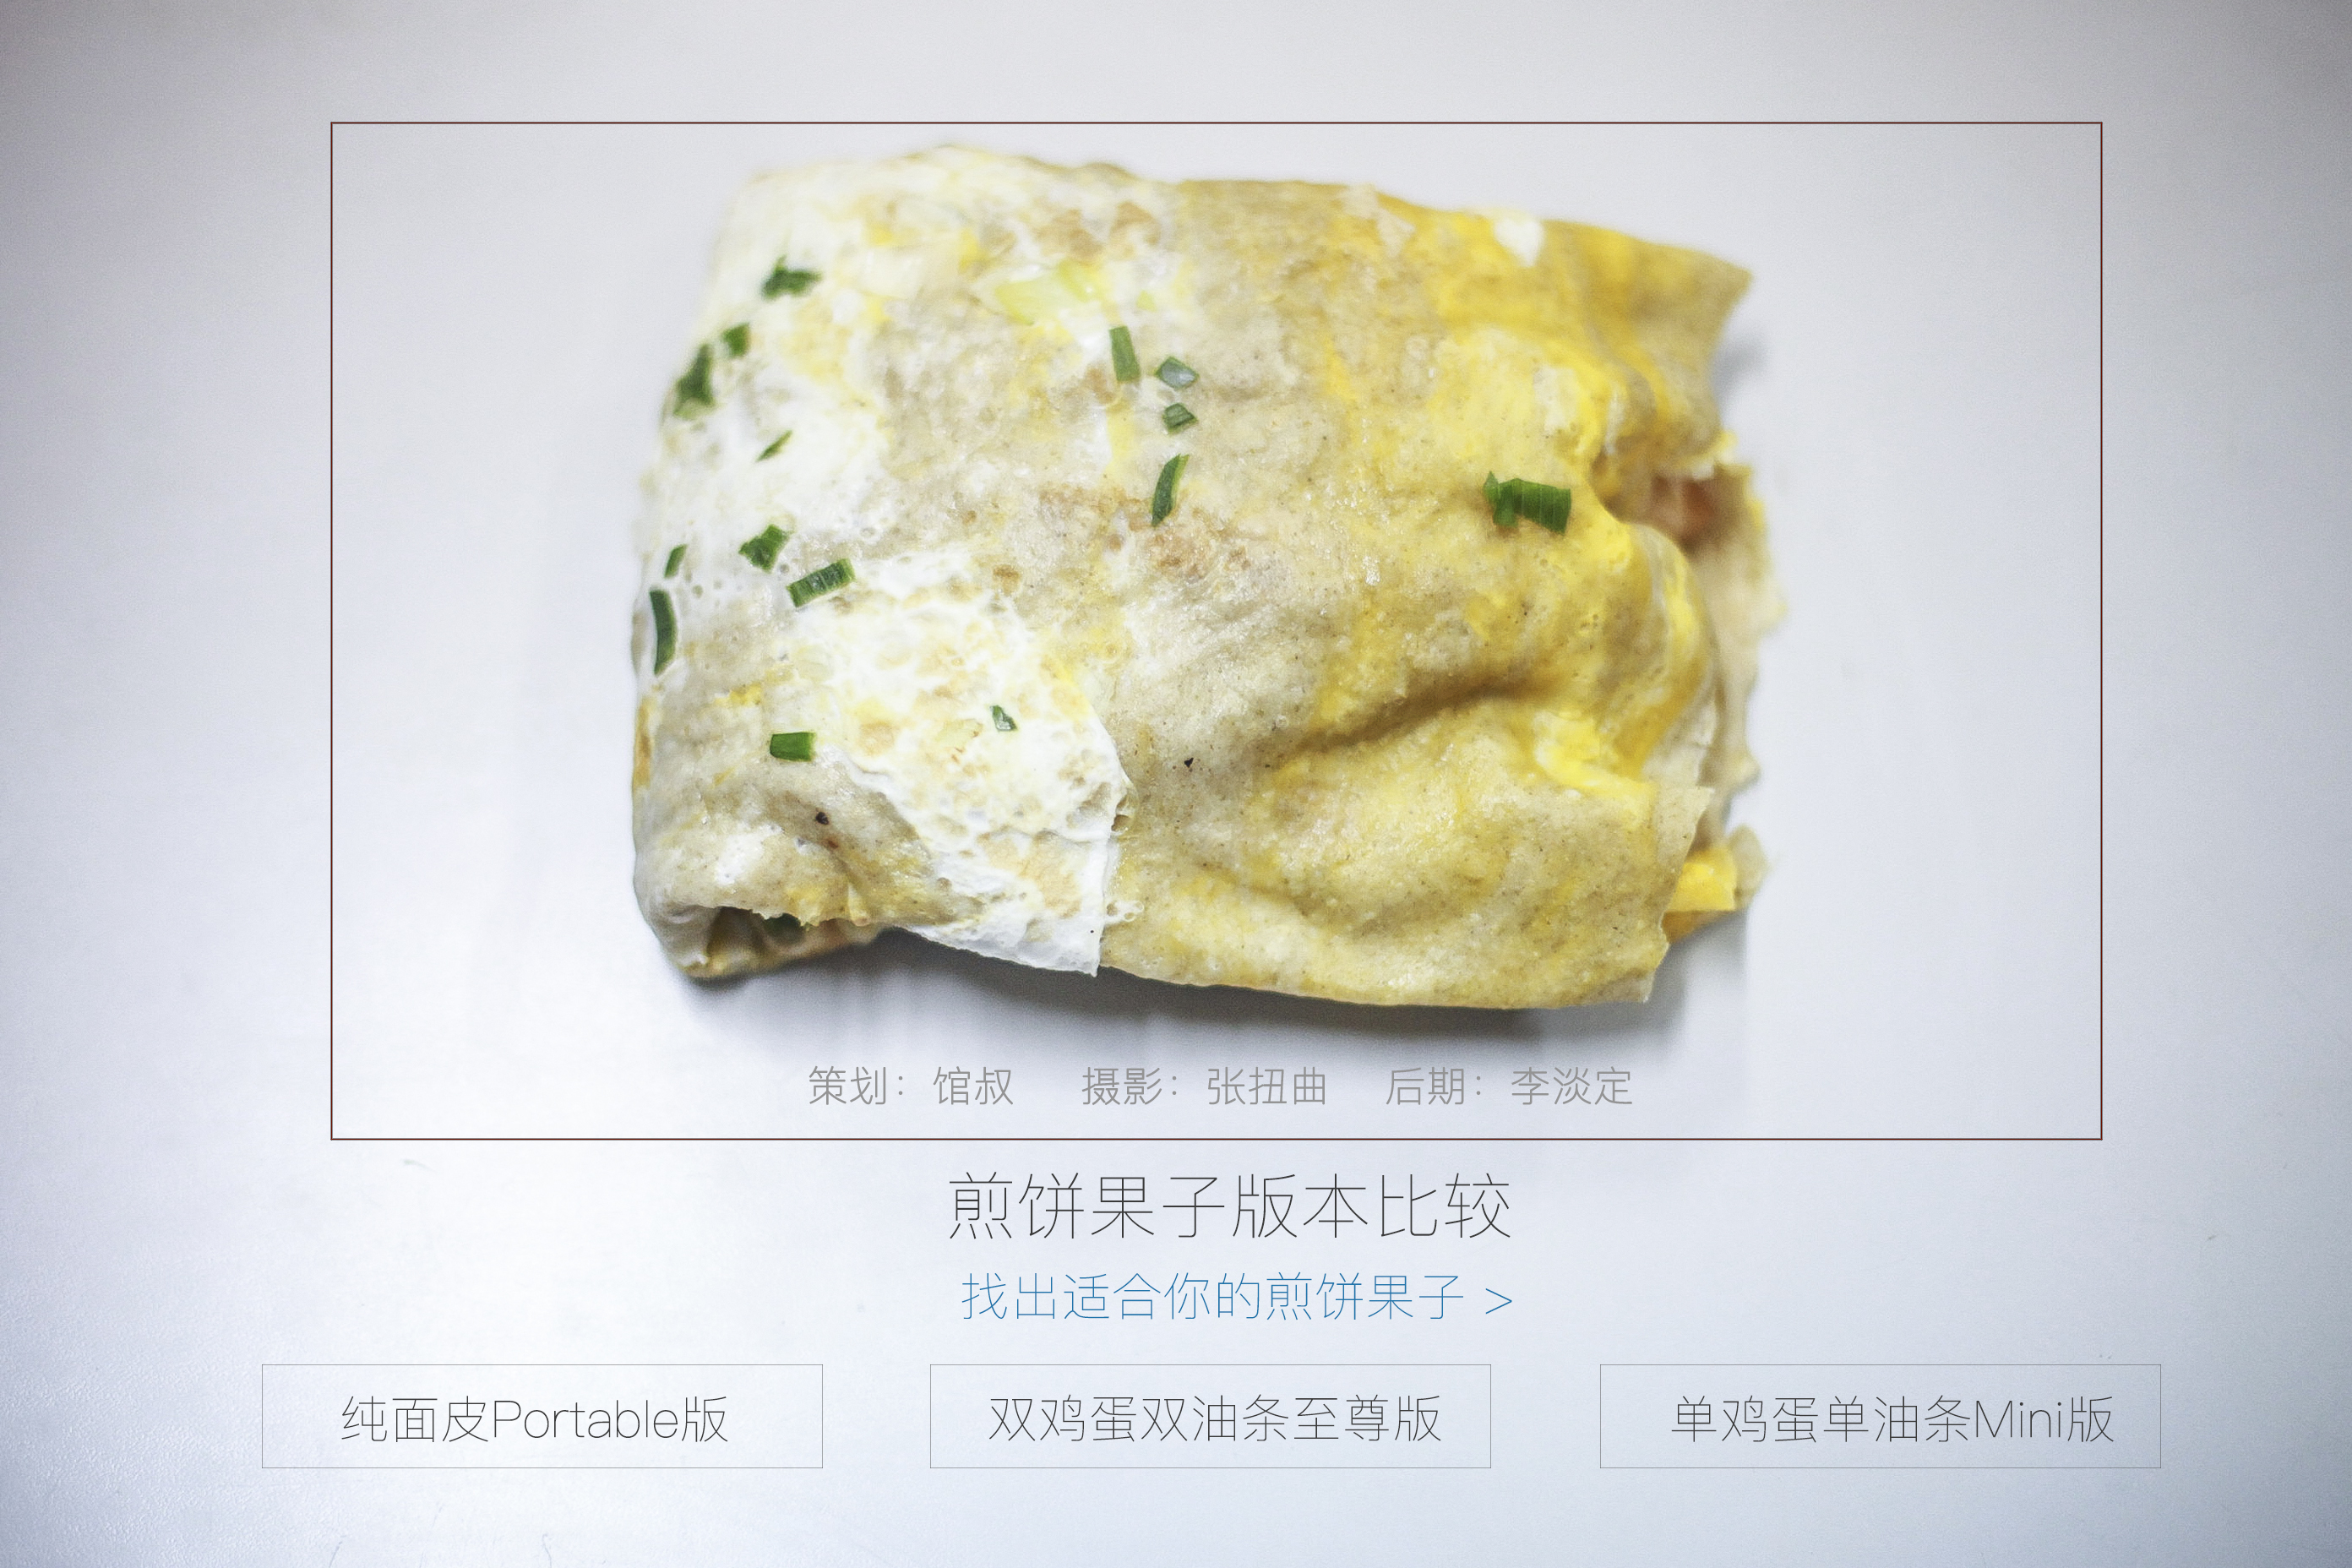 策划：馆叔 摄影：张扭曲 后期：李淡定
煎饼果子版本比较
找出适合你的煎饼果子 >
纯面皮Portable版
双鸡蛋双油条至尊版
单鸡蛋单油条Mini版